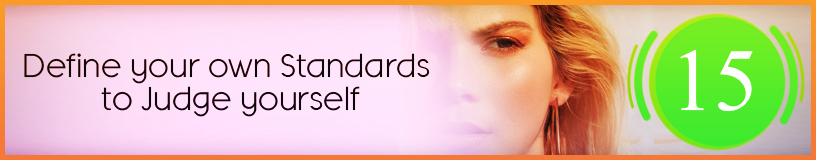 Define your own Standards
to Judge yourself
15